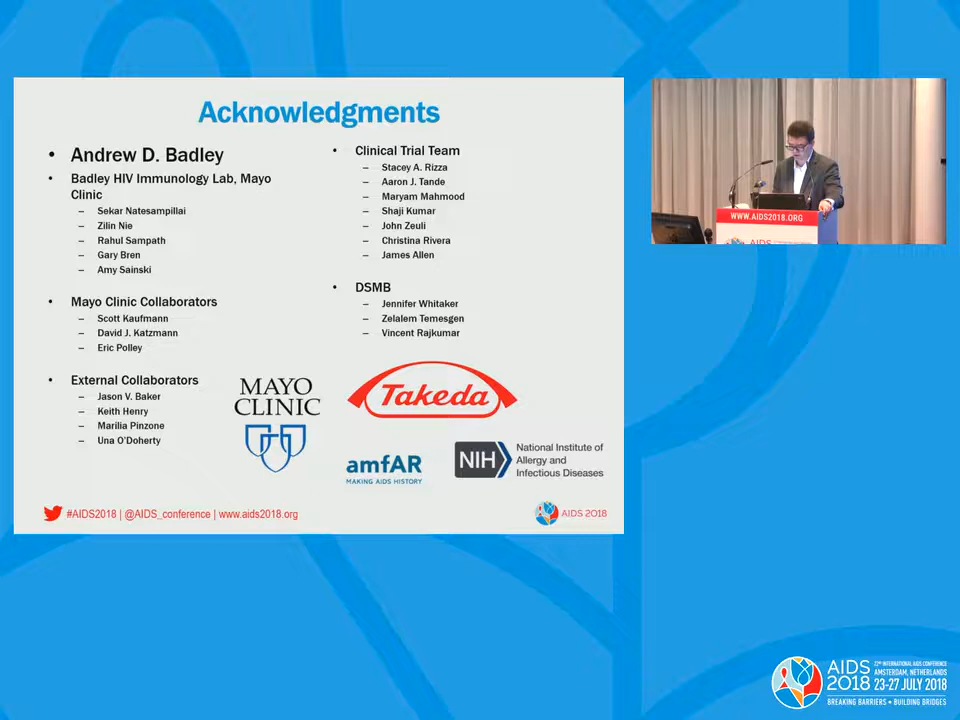 Acknowledgments
• Andrew D. Badley
• Badley HIV Immunology Lab, Mayo
Clinic
– Sekar Natesampillai
– Zilin Nie
– Rahul Sampath
– Gary Bren
– Amy Sainski
• Mayo Clinic Collaborators
– Scott Kaufmann
– David J. Katzmann
– Eric Polley
• External Collaborators
– Jason V. Baker
– Keith Henry
– Marilia Pinzone
– Una O'Doherty
• Clinical Trial Team
– Stacey A. Rizza
– Aaron J. Tande
– Maryam Mahmood
– Shaji Kumar
– John Zeuli
– Christina Rivera
– James Allen
• DSMB
– Jennifer Whitaker
– Zelalem Temesgen
– Vincent Rajkumar
MAYO
CLINIC
Takeda
amfAR
MAKING AIDS HISTORY
NIH
National Institute of
Allergy and
Infectious Diseases
#AIDS2018 | @AIDS_conference | www.aids2018.org
AIDS 2018
WWW.AIDS2018.ORG
AIDS
AIDS
2018
22nd INTERNATIONAL AIDS CONFERENCE
AMSTERDAM, NETHERLANDS
23-27 JULY 2018
BREAKING BARRIERS • BUILDING BRIDGES